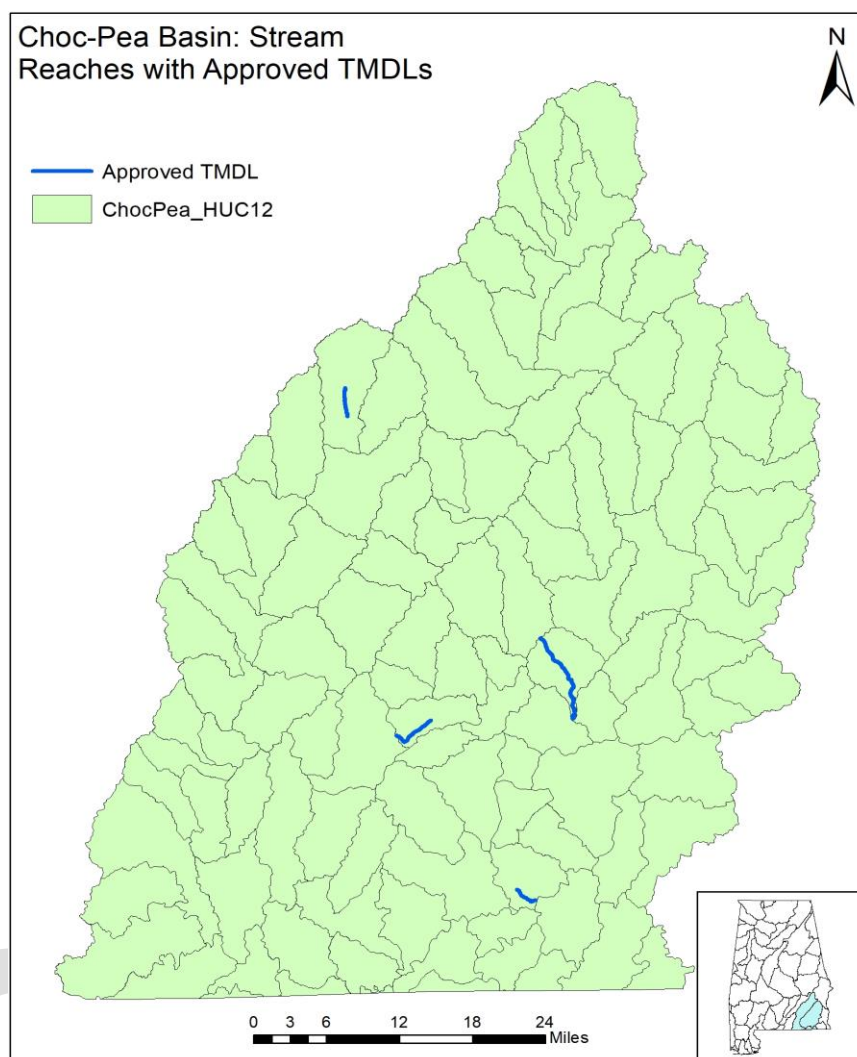 Choc-Pea Basin: Stream
Reaches with Approved TMDLs
N
Approved TMDL
ChocPea_HUC12
0 3 6 12 18 24
Miles